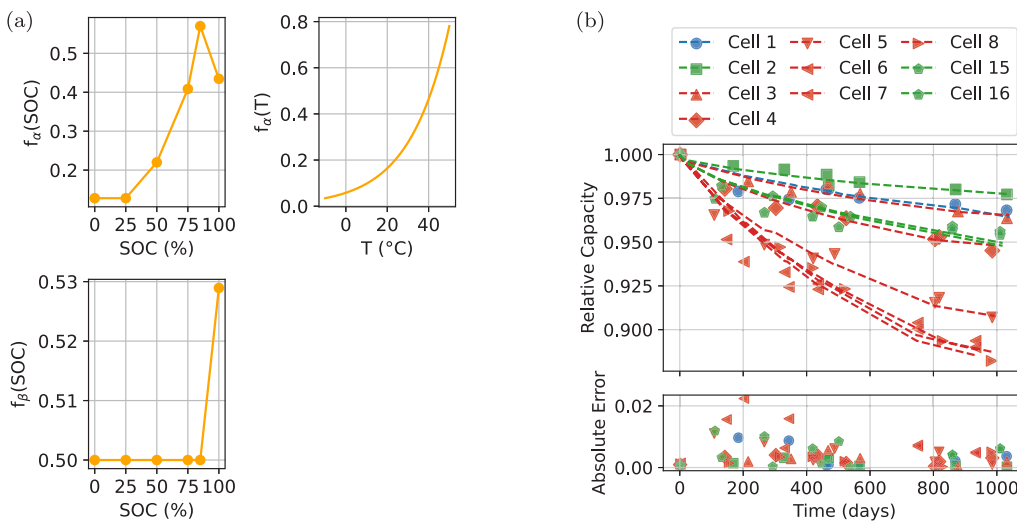 (a)
f_α(SOC)
0.5
0.4
0.3
0.2
0 25 50 75 100
SOC (%)
f_α(T)
0.8
0.6
0.4
0.2
0.0
0 20 40
T (°C)
f_β(SOC)
0.53
0.52
0.51
0.50
0 25 50 75 100
SOC (%)
(b)
Cell 1 Cell 5 Cell 8
Cell 2 Cell 6 Cell 15
Cell 3 Cell 7 Cell 16
Cell 4
Relative Capacity
1.000
0.975
0.950
0.925
0.900
Absolute Error
0.02
0.00
0 200 400 600 800 1000
Time (days)